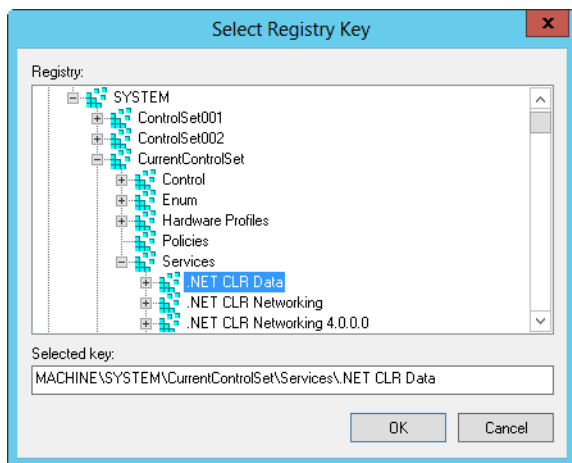 Select Registry Key
x
Registry:
SYSTEM
ControlSet001
ControlSet002
CurrentControlSet
Control
Enum
Hardware Profiles
Policies
Services
.NET CLR Data
.NET CLR Networking
.NET CLR Networking 4.0.0.0
Selected key:
MACHINE\SYSTEM\CurrentControlSet\Services\.NET CLR Data
OK Cancel